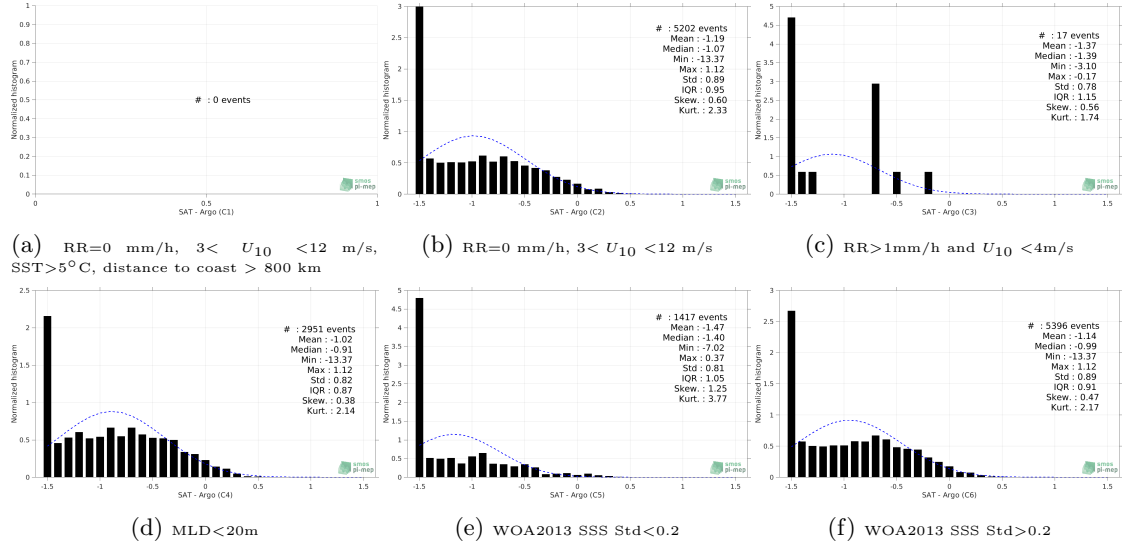 Normalized histogram
1
0.9
0.8
0.7
0.6
0.5
0.4
0.3
0.2
0.1
0
# : 0 events
smos
pi-mep
0 0.5 1
SAT - Argo (C1)
(a) RR=0 mm/h, 3< U10 <12 m/s,
SST>5°C, distance to coast > 800 km
Normalized histogram
3
2.5
2
1.5
1
0.5
0.0
# : 5202 events
Mean : -1.19
Median : -1.07
Min : -13.37
Max : 1.12
Std : 0.89
IQR : 0.95
Skew. : 0.60
Kurt. : 2.33
smos
pi-mep
-1.5 -1 -0.5 0 0.5 1 1.5
SAT - Argo (C2)
(b) RR=0 mm/h, 3< U10 <12 m/s
Normalized histogram
5
4.5
4
3.5
3
2.5
2
1.5
1
0.5
0.0
# : 17 events
Mean : -1.37
Median : -1.39
Min : -3.10
Max : -0.17
Std : 0.78
IQR : 1.15
Skew. : 0.56
Kurt. : 1.74
smos
pi-mep
-1.5 -1 -0.5 0 0.5 1 1.5
SAT - Argo (C3)
(c) RR>1mm/h and U10 <4m/s
Normalized histogram
2.5
2
1.5
1
0.5
0.0
# : 2951 events
Mean : -1.02
Median : -0.91
Min : -13.37
Max : 1.12
Std : 0.82
IQR : 0.87
Skew. : 0.38
Kurt. : 2.14
smos
pi-mep
-1.5 -1 -0.5 0 0.5 1 1.5
SAT - Argo (C4)
(d) MLD<20m
Normalized histogram
5
4.5
4
3.5
3
2.5
2
1.5
1
0.5
0.0
# : 1417 events
Mean : -1.47
Median : -1.40
Min : -7.02
Max : 0.37
Std : 0.81
IQR : 1.05
Skew. : 1.25
Kurt. : 3.77
smos
pi-mep
-1.5 -1 -0.5 0 0.5 1 1.5
SAT - Argo (C5)
(e) WOA2013 SSS Std<0.2
Normalized histogram
3
2.5
2
1.5
1
0.5
0.0
# : 5396 events
Mean : -1.14
Median : -0.99
Min : -13.37
Max : 1.12
Std : 0.89
IQR : 0.91
Skew. : 0.47
Kurt. : 2.17
smos
pi-mep
-1.5 -1 -0.5 0 0.5 1 1.5
SAT - Argo (C6)
(f) WOA2013 SSS Std>0.2